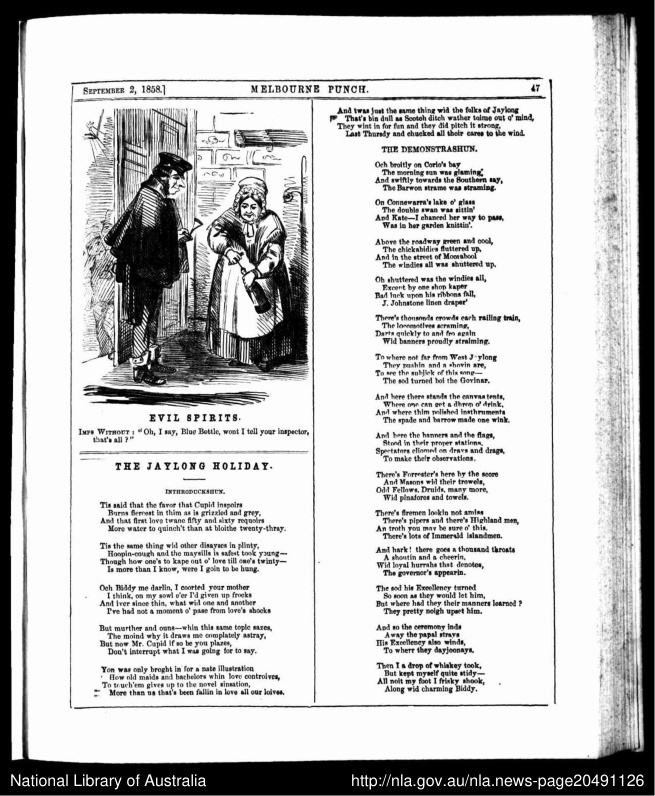 SEPTEMBER 2, 1858.]
MELBOURNE PUNCH.
47
EVIL SPIRITS.
IMPS WITHOUT: "Oh, I say, Blue Bottle, wont I tell your inspector,
that's all?"
THE JAYLONG HOLIDAY.
INTHRODUCKSHUN.
Tis said that the favor that Cupid inspoirs
Burns fiercest in thim as is grizzled and grey,
And that first love twane fifty and sixty requoirs
More water to quinch't than at bloithe twenty-thray.
Tis the same thing wid other disayses in plinty,
Hoopin-cough and the maysills is safest took young—
Though how one's to kape out o' love till one's twinty—
Is more than I know, were I goin to be hung.
Och Biddy me darlin, I coorted your mother
I think, on my sowl o'er I'd given up frocks
And iver since thin, what wid one and another
I've had not a moment o' pase from love's shocks
But murther and ouns—whin this same topic sazes,
The moind why it draws me complately astray,
But now Mr. Cupid if so be you plazes,
Don't interrupt what I was going for to say.
You was only broght in for a nate illustration
How old maids and bachelors whin love controives,
To touch'em gives up to the novel sinsation,
More than us that's been fallin in love all our loives.
And twas just the same thing wid the folks of Jaylong
That's bin dull as Scotch ditch wather toime out o' mind,
They wint in for fun and they did pitch it strong,
Last Thursdy and chucked all their cares to the wind.
THE DEMONSTRASHUN.
Och broitly on Corio's bay
The morning sun was glaming,
And swiftly towards the Southern say,
The Barwon strame was straming.
On Connewarra's lake o' glass
The double swan was sittin'
And Kate—I chanced her way to pass,
Was in her garden knittin'.
Above the roadway green and cool,
The chickabidies fluttered up,
And in the street of Moorabool
The windies all was shuttered up.
Oh shuttered was the windies all,
Except by one shop kaper
Bad luck upon his ribbons fall,
J. Johnstone linen draper'
There's thousands crowds each railing train,
The locomotives scraming,
Darts quickly to and fro again
Wid banners proudly straiming.
To where not far from West Jaylong
They pushin and a shovin are,
To see the subjick of this song—
The sod turned boi the Govinar.
And here there stands the canvas tents,
Where one can get a dhrop o' drink,
And where thim polished insthruments
The spade and barrow made one wink.
And here the banners and the flags,
Stood in their proper stations,
Spectators cliomed on drays and drags,
To make their observations.
There's Forrester's here by the score
And Masons wid their trowels,
Odd Fellows, Druids, many more,
Wid pinafores and towels.
There's firemen lookin not amiss
There's pipers and there's Highland men,
An troth you may be sure o' this,
There's lots of Immerald islandmen.
And hark! there goes a thousand throats
A shoutin and a cheerin,
Wid loyal hurrahs that denotes,
The governor's appearin.
The sod his Excellency turned
So soon as they would let him,
But where had they their manners learned?
They pretty neigh upset him.
And so the ceremony inds
Away the papal strays
His Excellency also winds,
To where they dayjoonays.
Then I a drop of whiskey took,
But kept myself quite stidy—
All noit my foot I frisky shook,
Along wid charming Biddy.
National Library of Australia
http://nla.gov.au/nla.news-page20491126